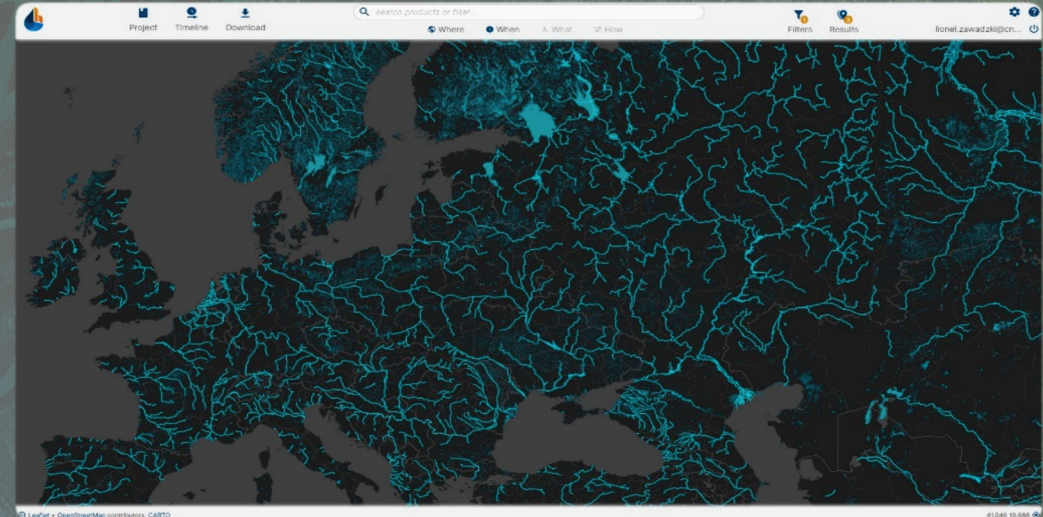 search products or filter...
Project Timeline Download
Where When What How
Filters Results
lionel.zawadzki@cn...
Leaflet • OpenStreetMap contributors, CARTO